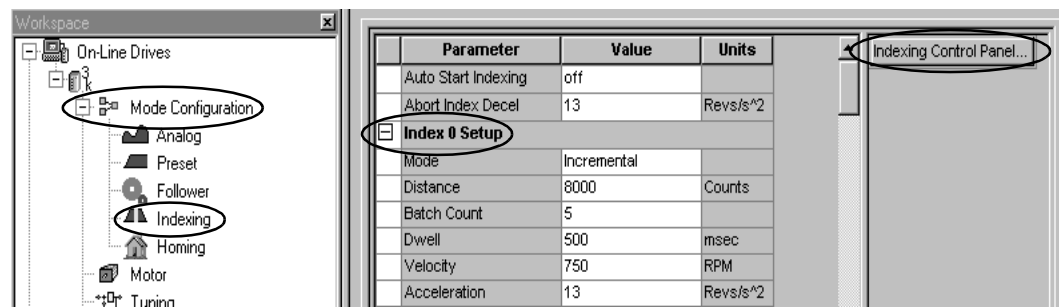 Workspace
On-Line Drives
3
k
Mode Configuration
Analog
Preset
Follower
Indexing
Homing
Motor
Tuning
Parameter Value Units
Auto Start Indexing off
Abort Index Decel 13 Revs/s^2
Index 0 Setup
Mode Incremental
Distance 8000 Counts
Batch Count 5
Dwell 500 msec
Velocity 750 RPM
Acceleration 13 Revs/s^2
Indexing Control Panel...